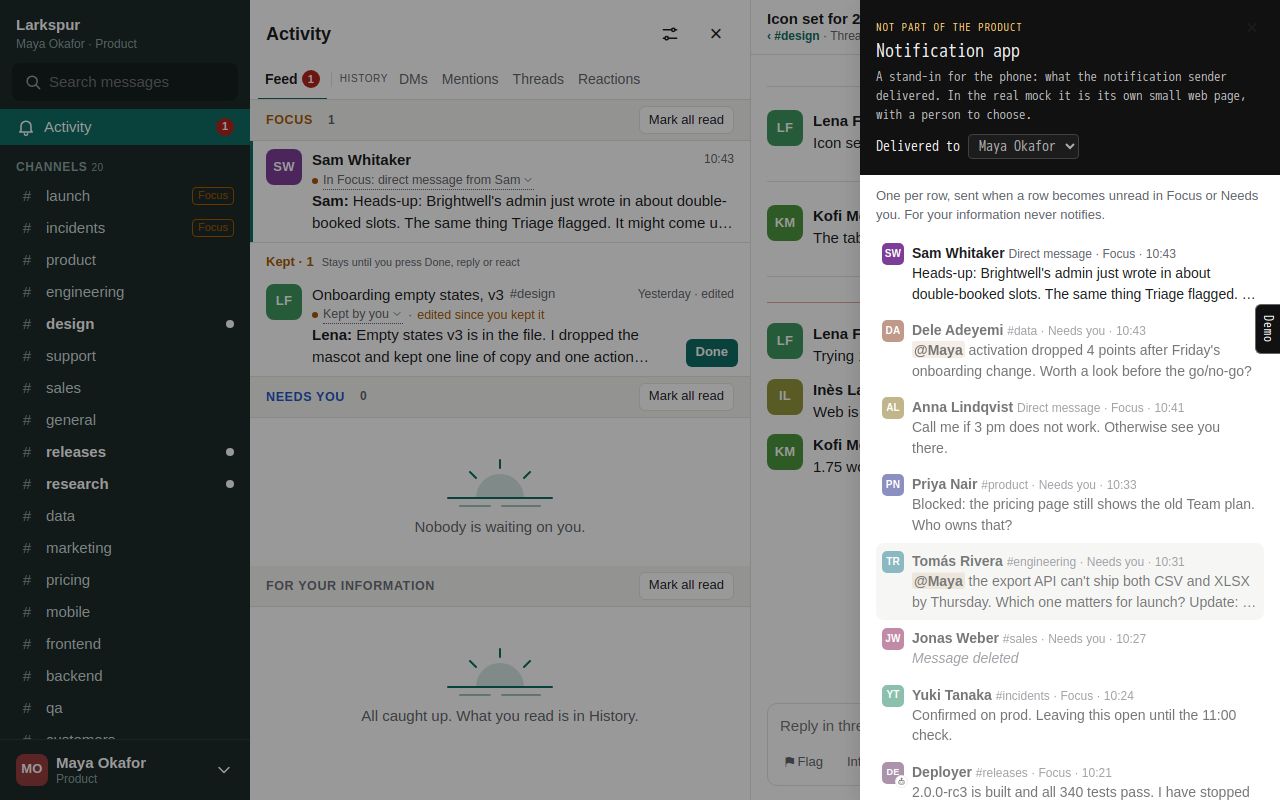 Larkspur
Maya Okafor · Product
Search messages
Activity
1
CHANNELS 20
# launch Focus
# incidents Focus
# product
# engineering
# design
# support
# sales
# general
# releases
# research
# data
# marketing
# pricing
# mobile
# frontend
# backend
# qa
# customers
MO
Maya Okafor
Product
Activity
Feed 1 HISTORY DMs Mentions Threads Reactions
FOCUS 1 Mark all read
SW
Sam Whitaker 10:43
In Focus: direct message from Sam
Sam: Heads-up: Brightwell's admin just wrote in about double-
booked slots. The same thing Triage flagged. It might come u…
Kept · 1 Stays until you press Done, reply or react
LF
Onboarding empty states, v3 #design Yesterday · edited
Kept by you · edited since you kept it
Lena: Empty states v3 is in the file. I dropped the
mascot and kept one line of copy and one action…
Done
NEEDS YOU 0 Mark all read
Nobody is waiting on you.
FOR YOUR INFORMATION Mark all read
All caught up. What you read is in History.
Icon set for 2
‹ #design · Threa
LF
Lena F
Icon se
KM
Kofi M
The tab
LF
Lena F
Trying
IL
Inès La
Web is
KM
Kofi M
1.75 wo
Reply in thre
Flag Int
NOT PART OF THE PRODUCT
Notification app
A stand-in for the phone: what the notification sender
delivered. In the real mock it is its own small web page,
with a person to choose.
Delivered to Maya Okafor
One per row, sent when a row becomes unread in Focus or Needs
you. For your information never notifies.
SW
Sam Whitaker Direct message · Focus · 10:43
Heads-up: Brightwell's admin just wrote in about
double-booked slots. The same thing Triage flagged. …
Demo
DA
Dele Adeyemi #data · Needs you · 10:43
@Maya activation dropped 4 points after Friday's
onboarding change. Worth a look before the go/no-go?
AL
Anna Lindqvist Direct message · Focus · 10:41
Call me if 3 pm does not work. Otherwise see you
there.
PN
Priya Nair #product · Needs you · 10:33
Blocked: the pricing page still shows the old Team plan.
Who owns that?
TR
Tomás Rivera #engineering · Needs you · 10:31
@Maya the export API can't ship both CSV and XLSX
by Thursday. Which one matters for launch? Update: …
JW
Jonas Weber #sales · Needs you · 10:27
Message deleted
YT
Yuki Tanaka #incidents · Focus · 10:24
Confirmed on prod. Leaving this open until the 11:00
check.
DE
Deployer #releases · Focus · 10:21
2.0.0-rc3 is built and all 340 tests pass. I have stopped